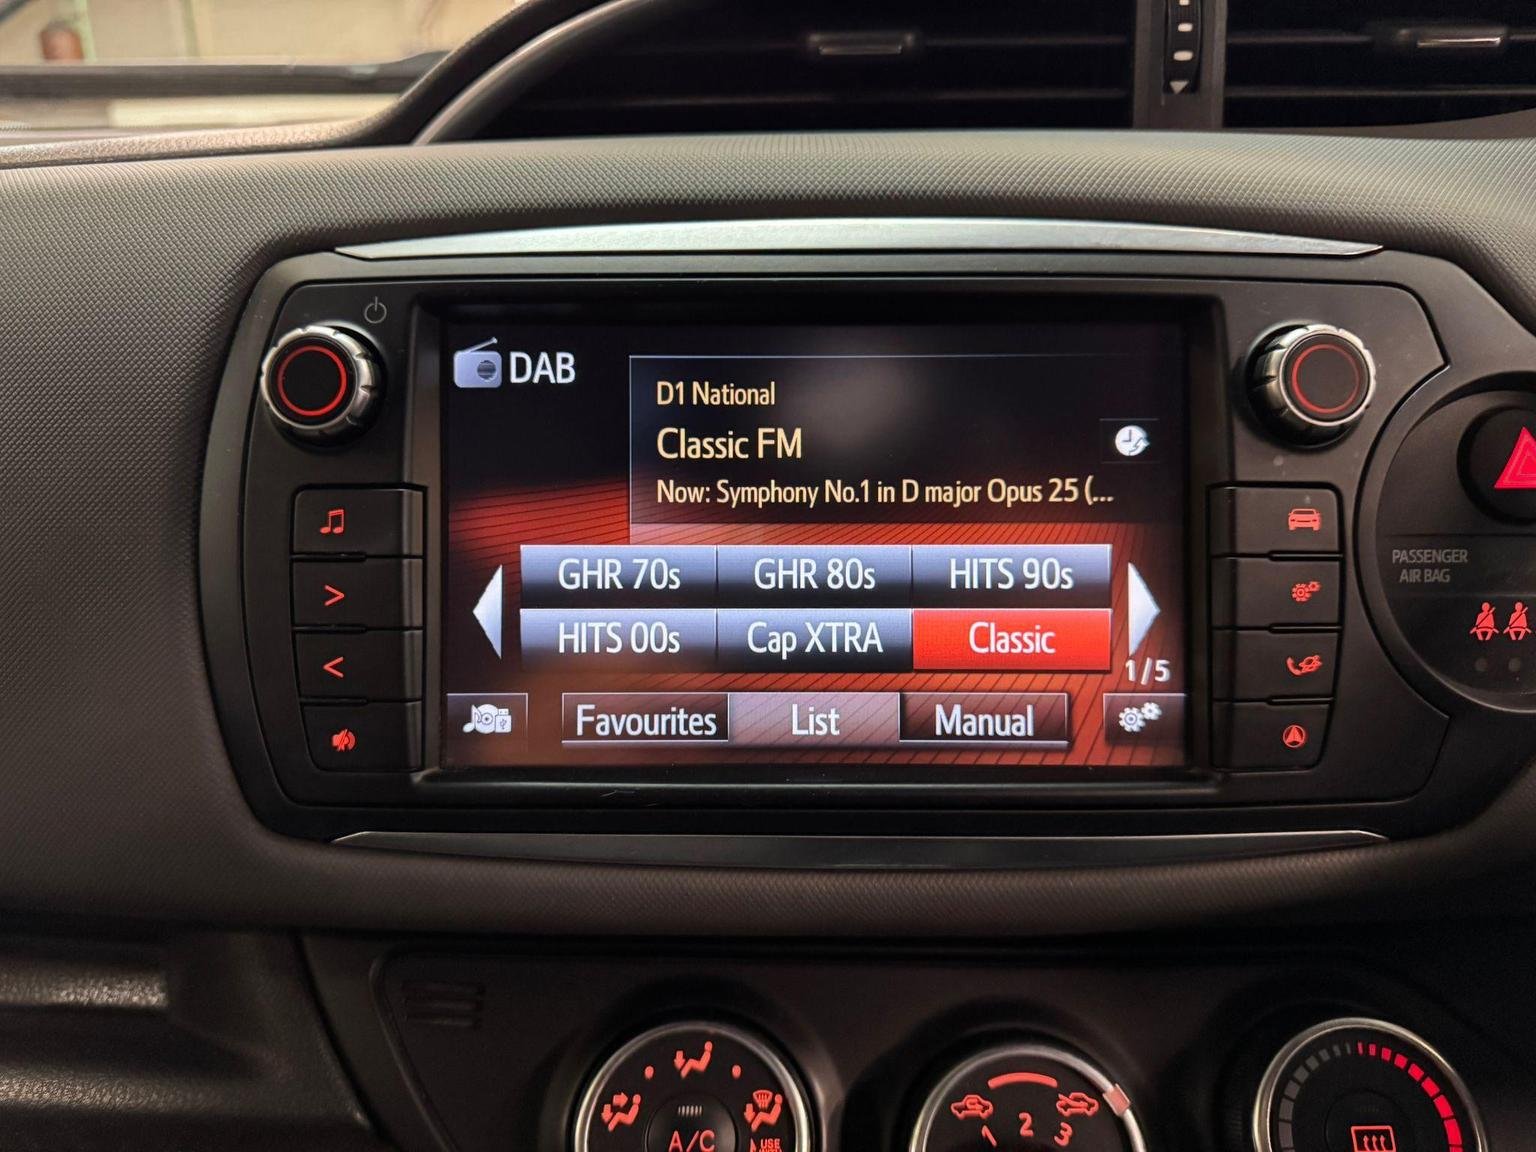 DAB
D1 National
Classic FM
Now: Symphony No.1 in D major Opus 25 (...
GHR 70s GHR 80s HITS 90s
HITS 00s Cap XTRA Classic
1/5
Favourites List Manual
PASSENGER
AIR BAG
A/C
USE
1 2 3